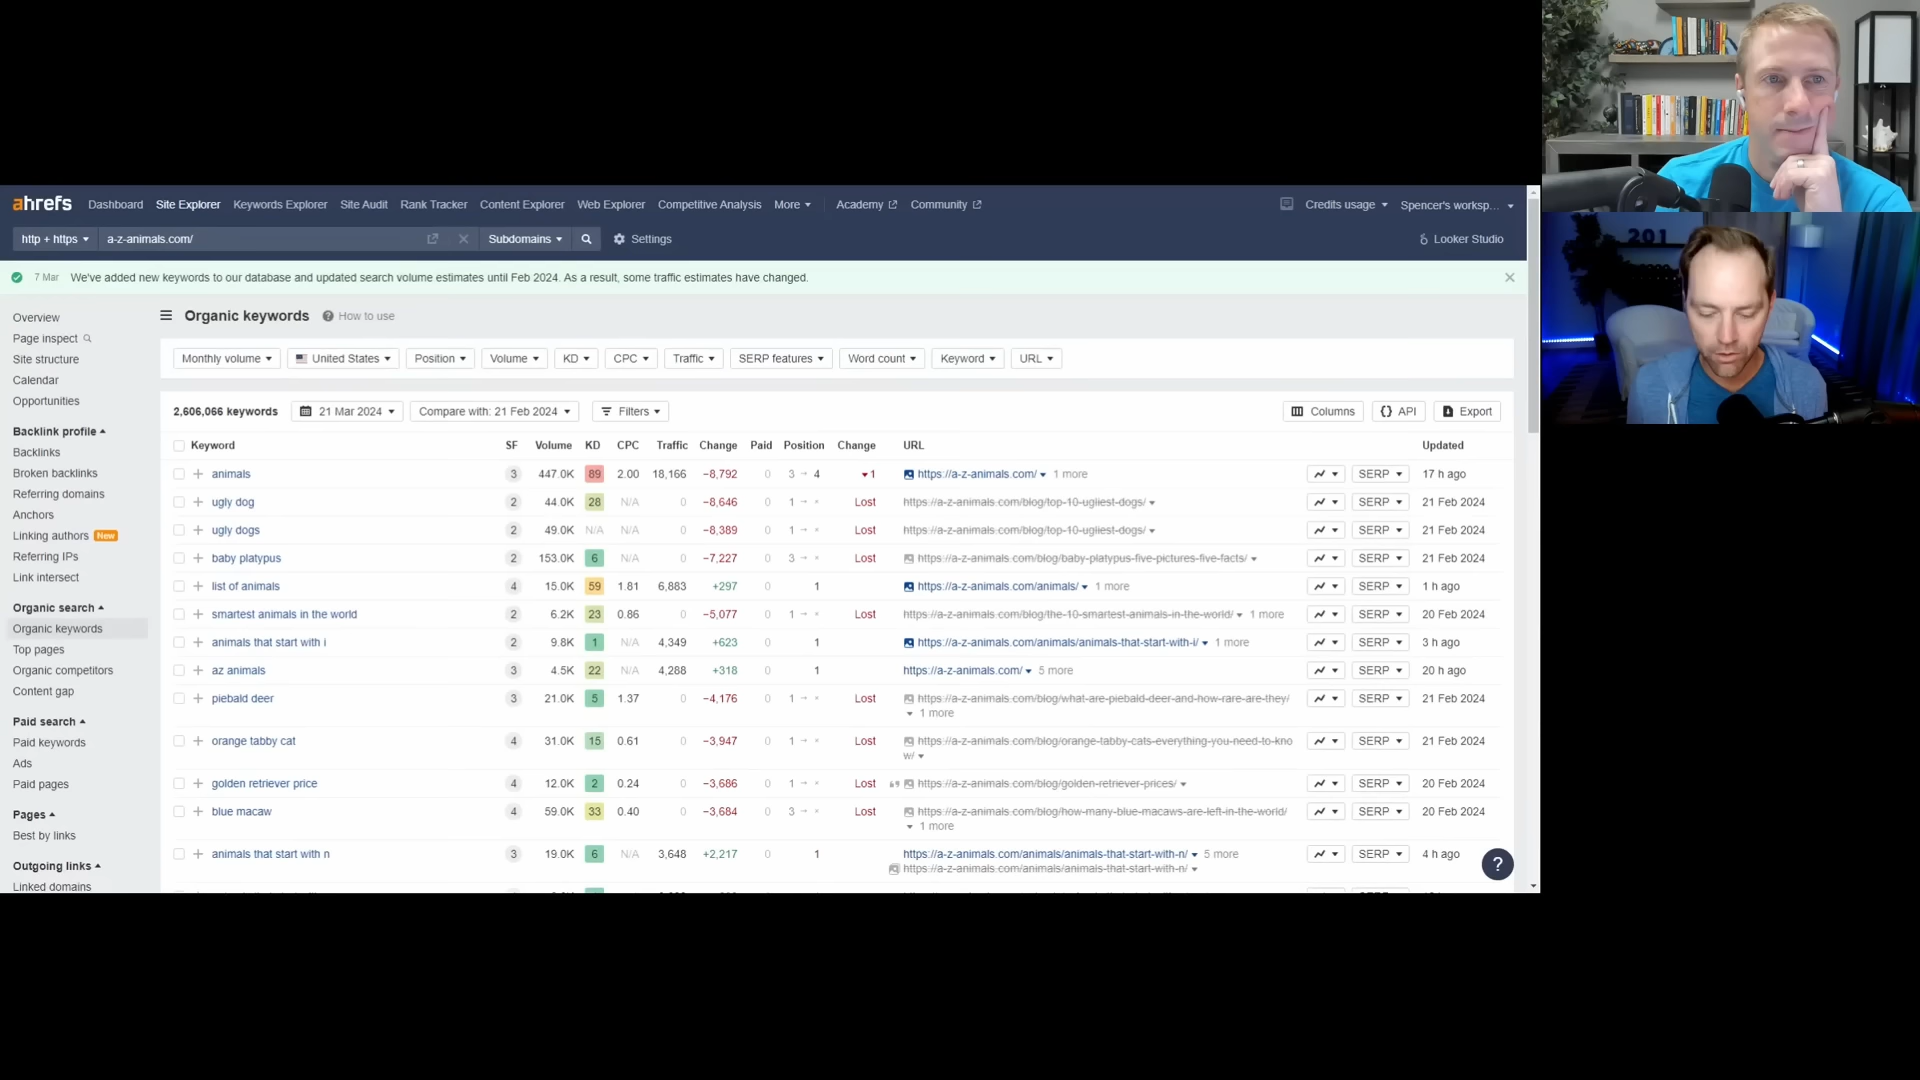 ahrefs Dashboard Site Explorer Keywords Explorer Site Audit Rank Tracker Content Explorer Web Explorer Competitive Analysis More Academy Community Credits usage Spencer's worksp...
http + https a-z-animals.com/ Subdomains Settings Looker Studio
7 Mar We've added new keywords to our database and updated search volume estimates until Feb 2024. As a result, some traffic estimates have changed.
Overview
Page inspect
Site structure
Calendar
Opportunities
Backlink profile
Backlinks
Broken backlinks
Referring domains
Anchors
Linking authors New
Referring IPs
Link intersect
Organic search
Organic keywords
Top pages
Organic competitors
Content gap
Paid search
Paid keywords
Ads
Paid pages
Pages
Best by links
Outgoing links
Linked domains
Organic keywords ? How to use
Monthly volume United States Position Volume KD CPC Traffic SERP features Word count Keyword URL
2,606,066 keywords 21 Mar 2024 Compare with: 21 Feb 2024 Filters Columns API Export
Keyword SF Volume KD CPC Traffic Change Paid Position Change URL Updated
animals 3 447.0K 89 2.00 18,166 −8,792 0 3 → 4 1 https://a-z-animals.com/ 1 more SERP 17 h ago
ugly dog 2 44.0K 28 N/A 0 −8,646 0 1 → × Lost https://a-z-animals.com/blog/top-10-ugliest-dogs/ SERP 21 Feb 2024
ugly dogs 2 49.0K N/A N/A 0 −8,389 0 1 → × Lost https://a-z-animals.com/blog/top-10-ugliest-dogs/ SERP 21 Feb 2024
baby platypus 2 153.0K 6 N/A 0 −7,227 0 3 → × Lost https://a-z-animals.com/blog/baby-platypus-five-pictures-five-facts/ SERP 21 Feb 2024
list of animals 4 15.0K 59 1.81 6,883 +297 0 1 https://a-z-animals.com/animals/ 1 more SERP 1 h ago
smartest animals in the world 2 6.2K 23 0.86 0 −5,077 0 1 → × Lost https://a-z-animals.com/blog/the-10-smartest-animals-in-the-world/ 1 more SERP 20 Feb 2024
animals that start with i 2 9.8K 1 N/A 4,349 +623 0 1 https://a-z-animals.com/animals/animals-that-start-with-i/ 1 more SERP 3 h ago
az animals 3 4.5K 22 N/A 4,288 +318 0 1 https://a-z-animals.com/ 5 more SERP 20 h ago
piebald deer 3 21.0K 5 1.37 0 −4,176 0 1 → × Lost https://a-z-animals.com/blog/what-are-piebald-deer-and-how-rare-are-they/ SERP 21 Feb 2024
1 more
orange tabby cat 4 31.0K 15 0.61 0 −3,947 0 1 → × Lost https://a-z-animals.com/blog/orange-tabby-cats-everything-you-need-to-kno SERP 21 Feb 2024
w/
golden retriever price 4 12.0K 2 0.24 0 −3,686 0 1 → × Lost https://a-z-animals.com/blog/golden-retriever-prices/ SERP 20 Feb 2024
blue macaw 4 59.0K 33 0.40 0 −3,684 0 3 → × Lost https://a-z-animals.com/blog/how-many-blue-macaws-are-left-in-the-world/ SERP 20 Feb 2024
1 more
animals that start with n 3 19.0K 6 N/A 3,648 +2,217 0 1 https://a-z-animals.com/animals/animals-that-start-with-n/ 5 more SERP 4 h ago
https://a-z-animals.com/animals/animals-that-start-with-n/
?
201